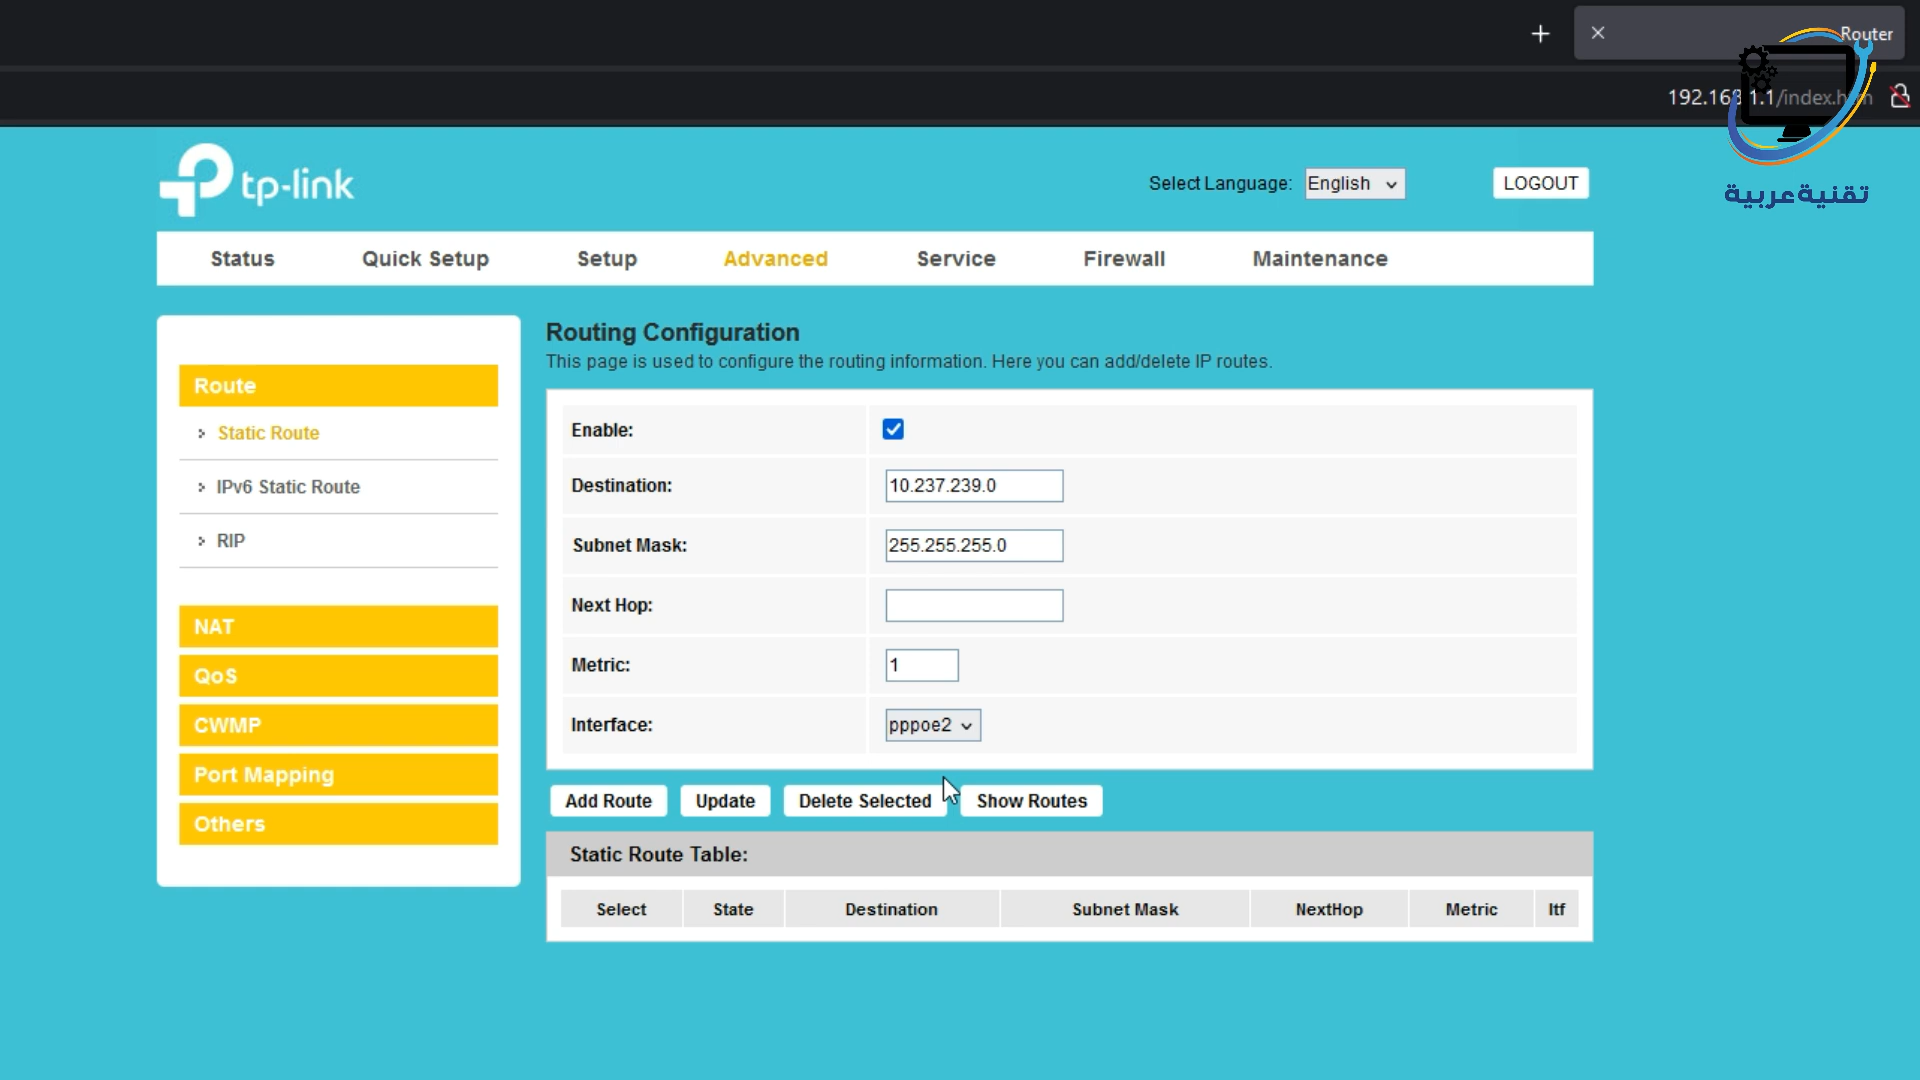 Router
192.168.1.1/index.htm
تقنية عربية
tp-link
Select Language: English
LOGOUT
Status Quick Setup Setup Advanced Service Firewall Maintenance
Route
Static Route
IPv6 Static Route
RIP
NAT
QoS
CWMP
Port Mapping
Others
Routing Configuration
This page is used to configure the routing information. Here you can add/delete IP routes.
Enable:
Destination: 10.237.239.0
Subnet Mask: 255.255.255.0
Next Hop:
Metric: 1
Interface: pppoe2
Add Route Update Delete Selected Show Routes
Static Route Table:
Select State Destination Subnet Mask NextHop Metric Itf